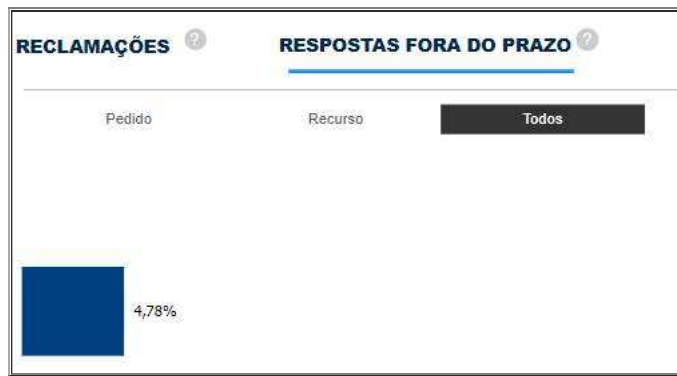 RECLAMAÇÕES ? RESPOSTAS FORA DO PRAZO ?
Pedido Recurso Todos
4,78%